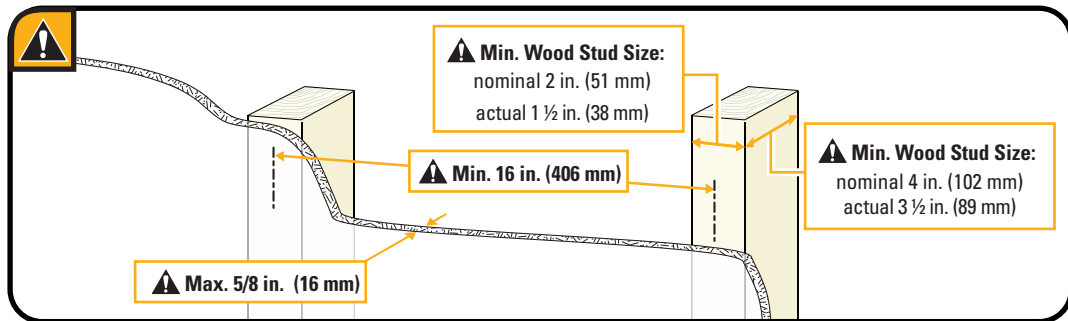 Min. Wood Stud Size:
nominal 2 in. (51 mm)
actual 1 ½ in. (38 mm)
Min. 16 in. (406 mm)
Min. Wood Stud Size:
nominal 4 in. (102 mm)
actual 3 ½ in. (89 mm)
Max. 5/8 in. (16 mm)